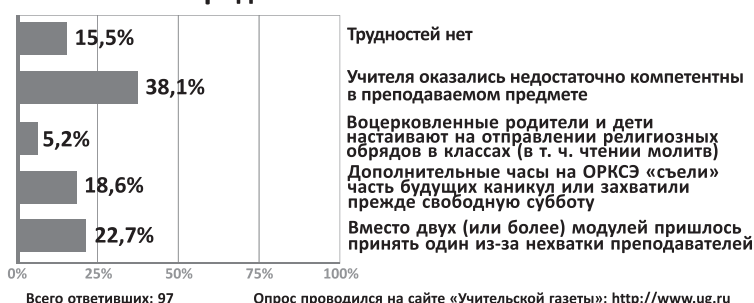 15,5%
Трудностей нет
38,1%
Учителя оказались недостаточно компетентны
в преподаваемом предмете
5,2%
Воцерковленные родители и дети
настаивают на отправлении религиозных
обрядов в классах (в т. ч. чтении молитв)
18,6%
Дополнительные часы на ОРКСЭ «съели»
часть будущих каникул или захватили
прежде свободную субботу
22,7%
Вместо двух (или более) модулей пришлось
принять один из-за нехватки преподавателей
0% 25% 50% 75% 100%
Всего ответивших: 97 Опрос проводился на сайте «Учительской газеты»: http://www.ug.ru